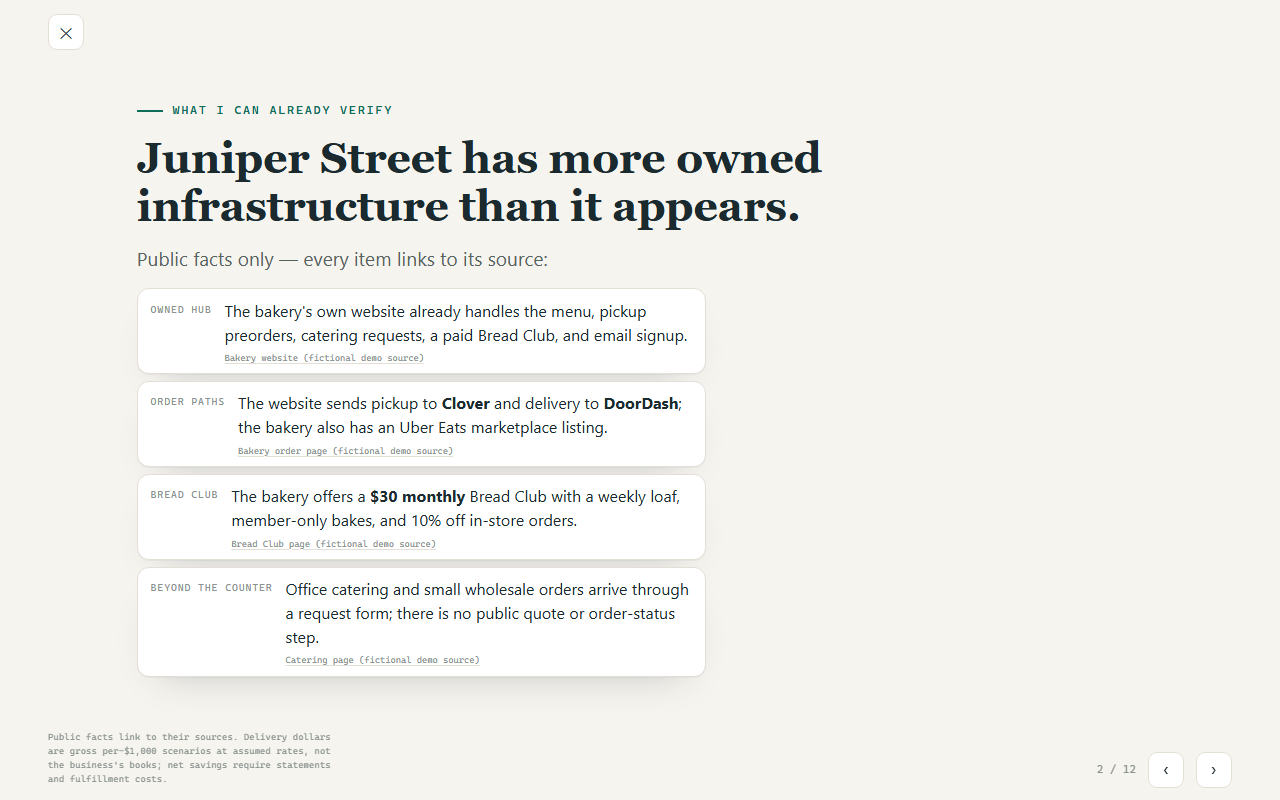 WHAT I CAN ALREADY VERIFY
Juniper Street has more owned
infrastructure than it appears.
Public facts only — every item links to its source:
OWNED HUB
The bakery's own website already handles the menu, pickup
preorders, catering requests, a paid Bread Club, and email signup.
Bakery website (fictional demo source)
ORDER PATHS
The website sends pickup to Clover and delivery to DoorDash;
the bakery also has an Uber Eats marketplace listing.
Bakery order page (fictional demo source)
BREAD CLUB
The bakery offers a $30 monthly Bread Club with a weekly loaf,
member-only bakes, and 10% off in-store orders.
Bread Club page (fictional demo source)
BEYOND THE COUNTER
Office catering and small wholesale orders arrive through
a request form; there is no public quote or order-status
step.
Catering page (fictional demo source)
Public facts link to their sources. Delivery dollars
are gross per-$1,000 scenarios at assumed rates, not
the business's books; net savings require statements
and fulfillment costs.
2 / 12